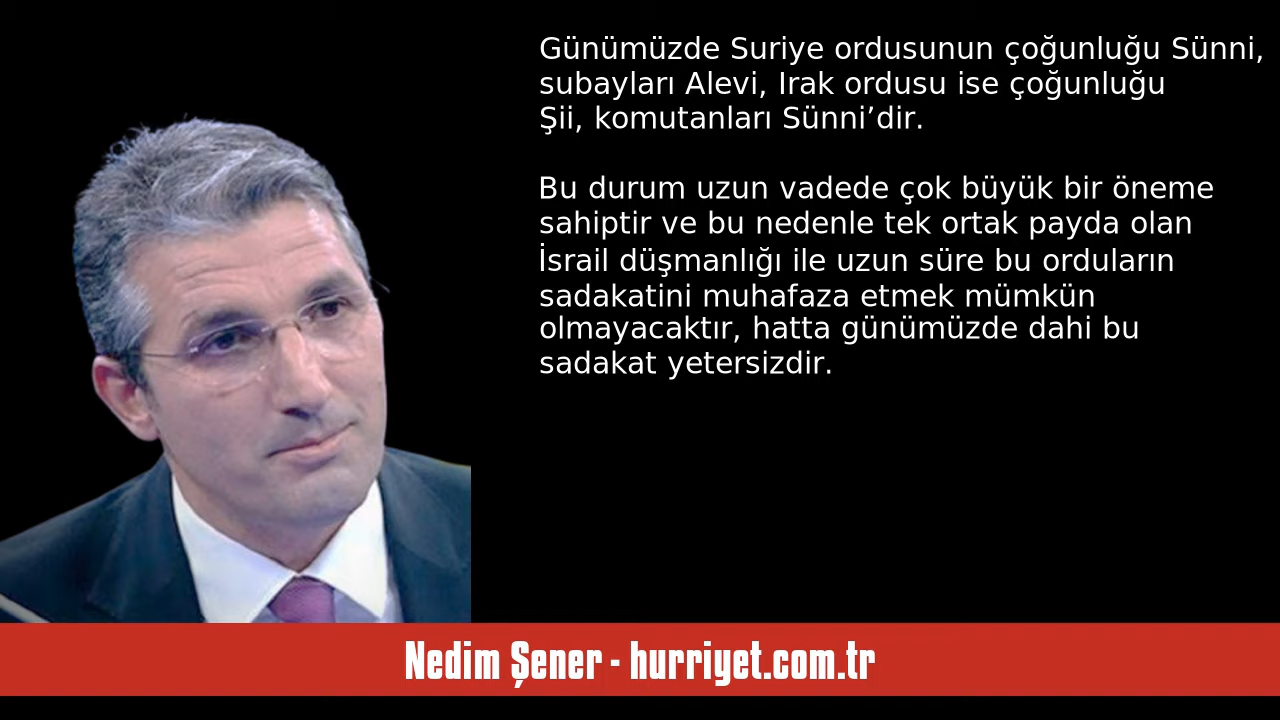 Günümüzde Suriye ordusunun çoğunluğu Sünni,
subayları Alevi, Irak ordusu ise çoğunluğu
Şii, komutanları Sünni’dir.
Bu durum uzun vadede çok büyük bir öneme
sahiptir ve bu nedenle tek ortak payda olan
İsrail düşmanlığı ile uzun süre bu orduların
sadakatini muhafaza etmek mümkün
olmayacaktır, hatta günümüzde dahi bu
sadakat yetersizdir.
Nedim Şener - hurriyet.com.tr